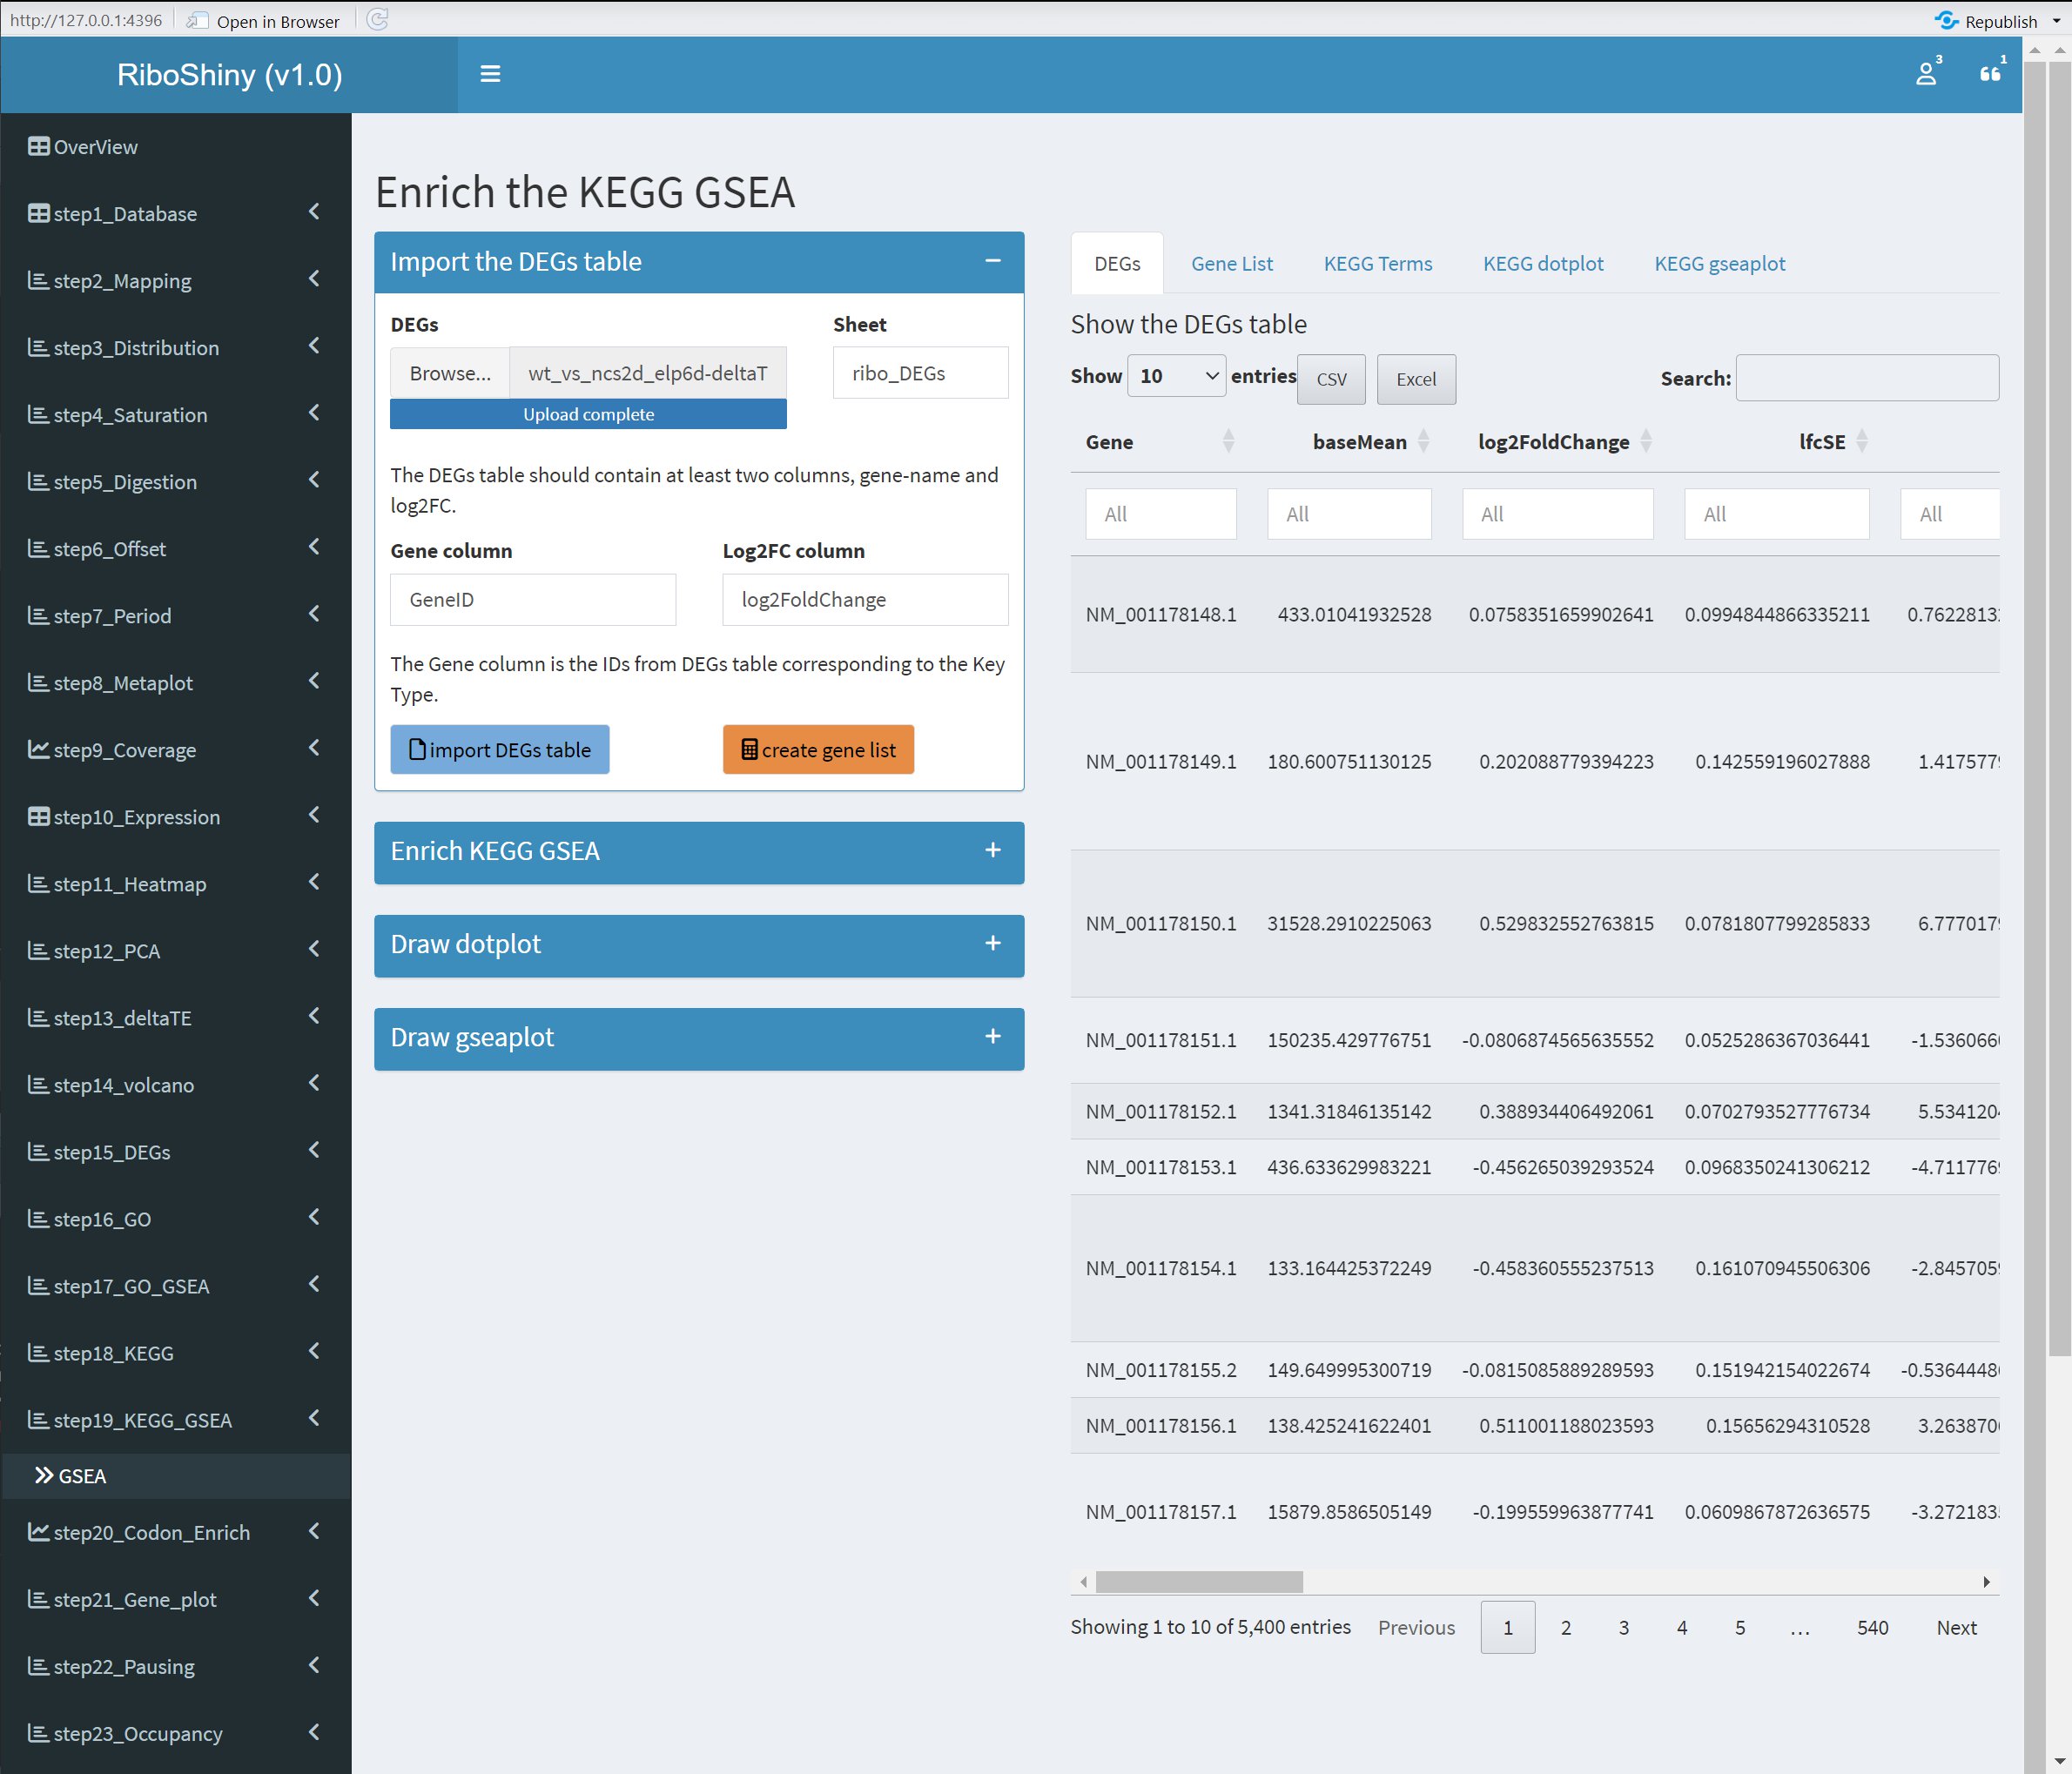 http://127.0.0.1:4396 Open in Browser Republish
RiboShiny (v1.0) 3 1
OverView
step1_Database
step2_Mapping
step3_Distribution
step4_Saturation
step5_Digestion
step6_Offset
step7_Period
step8_Metaplot
step9_Coverage
step10_Expression
step11_Heatmap
step12_PCA
step13_deltaTE
step14_volcano
step15_DEGs
step16_GO
step17_GO_GSEA
step18_KEGG
step19_KEGG_GSEA
GSEA
step20_Codon_Enrich
step21_Gene_plot
step22_Pausing
step23_Occupancy
Enrich the KEGG GSEA
Import the DEGs table
DEGs Sheet
Browse... wt_vs_ncs2d_elp6d-deltaT ribo_DEGs
Upload complete
The DEGs table should contain at least two columns, gene-name and
log2FC.
Gene column Log2FC column
GeneID log2FoldChange
The Gene column is the IDs from DEGs table corresponding to the Key
Type.
import DEGs table create gene list
Enrich KEGG GSEA
Draw dotplot
Draw gseaplot
DEGs Gene List KEGG Terms KEGG dotplot KEGG gseaplot
Show the DEGs table
Show 10 entries CSV Excel Search:
Gene baseMean log2FoldChange lfcSE
All All All All All
NM_001178148.1 433.01041932528 0.0758351659902641 0.0994844866335211 0.7622813
NM_001178149.1 180.600751130125 0.202088779394223 0.142559196027888 1.417577
NM_001178150.1 31528.2910225063 0.529832552763815 0.0781807799285833 6.777017
NM_001178151.1 150235.429776751 -0.0806874565635552 0.0525286367036441 -1.536066
NM_001178152.1 1341.31846135142 0.388934406492061 0.0702793527776734 5.534120
NM_001178153.1 436.633629983221 -0.456265039293524 0.0968350241306212 -4.711776
NM_001178154.1 133.164425372249 -0.458360555237513 0.161070945506306 -2.845705
NM_001178155.2 149.649995300719 -0.0815085889289593 0.151942154022674 -0.5364448
NM_001178156.1 138.425241622401 0.511001188023593 0.15656294310528 3.263870
NM_001178157.1 15879.8586505149 -0.199559963877741 0.0609867872636575 -3.272183
Showing 1 to 10 of 5,400 entries Previous 1 2 3 4 5 … 540 Next